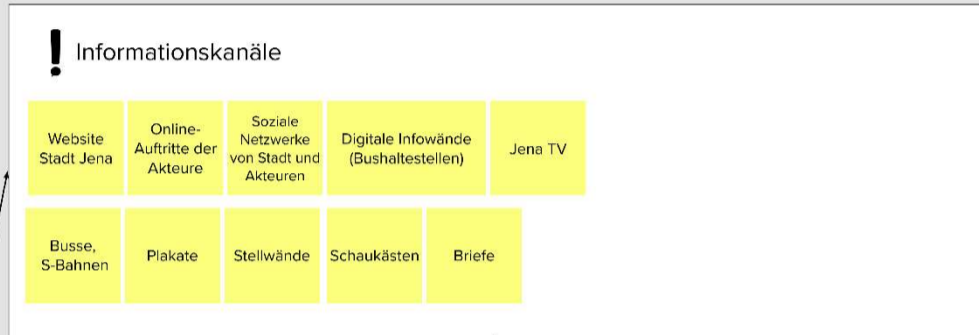 ! Informationskanäle
Website
Stadt Jena
Online-
Auftritte der
Akteure
Soziale
Netzwerke
von Stadt und
Akteuren
Digitale Infowände
(Bushaltestellen)
Jena TV
Busse,
S-Bahnen
Plakate
Stellwände
Schaukästen
Briefe